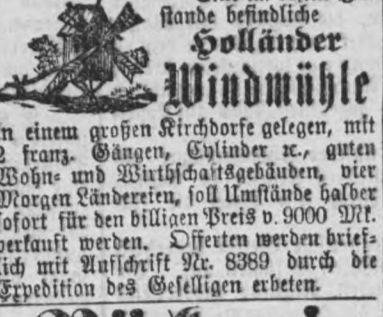 stande befindliche
Holländer
Windmühle
in einem großen Kirchdorfe gelegen, mit
2 franz. Gängen, Cylinder ꝛc., guten
Wohn- und Wirthschaftsgebäuden, vier
Morgen Ländereien, soll Umstände halber
sofort für den billigen Preis v. 9000 Mk.
verkauft werden. Offerten werden brief-
lich mit Aufschrift Nr. 8389 durch die
Expedition des Geselligen erbeten.